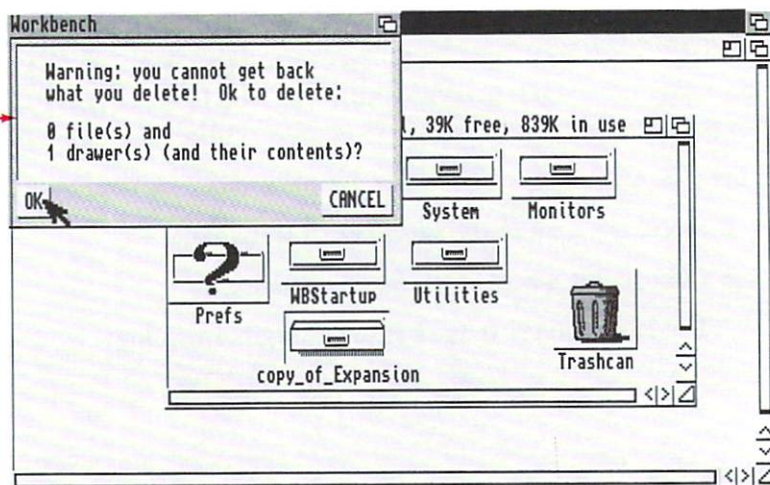 Workbench
Warning: you cannot get back
what you delete! Ok to delete:
0 file(s) and
1 drawer(s) (and their contents)?
OK
CANCEL
39K free, 839K in use
System
Monitors
Prefs
WBStartup
Utilities
copy_of_Expansion
Trashcan